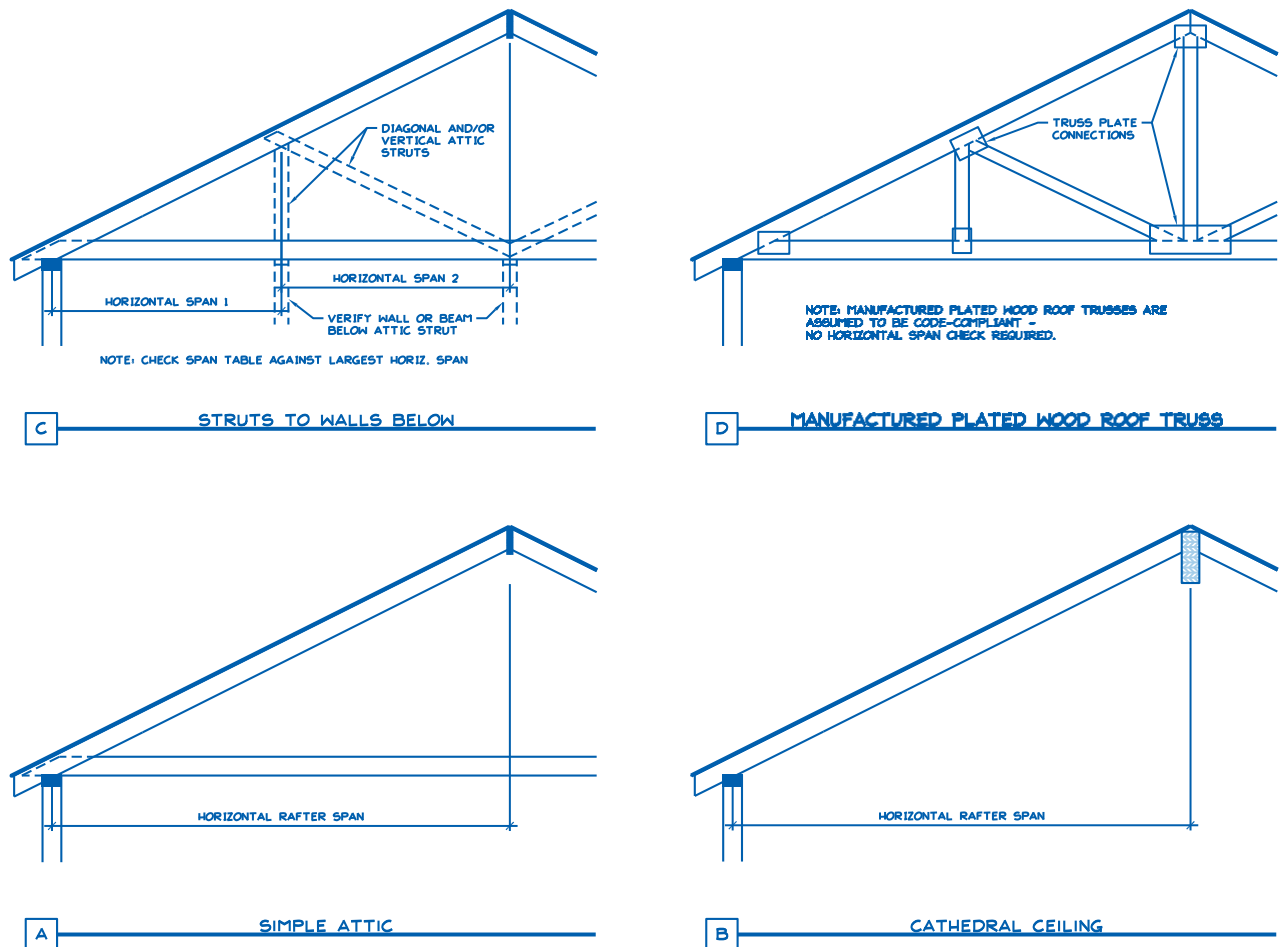 DIAGONAL AND/OR
VERTICAL ATTIC
STRUTS
HORIZONTAL SPAN 2
HORIZONTAL SPAN 1
VERIFY WALL OR BEAM
BELOW ATTIC STRUT
NOTE: CHECK SPAN TABLE AGAINST LARGEST HORIZ. SPAN
C
STRUTS TO WALLS BELOW
TRUSS PLATE
CONNECTIONS
NOTE: MANUFACTURED PLATED WOOD ROOF TRUSSES ARE
ASSUMED TO BE CODE-COMPLIANT -
NO HORIZONTAL SPAN CHECK REQUIRED.
D
MANUFACTURED PLATED WOOD ROOF TRUSS
HORIZONTAL RAFTER SPAN
A
SIMPLE ATTIC
HORIZONTAL RAFTER SPAN
B
CATHEDRAL CEILING